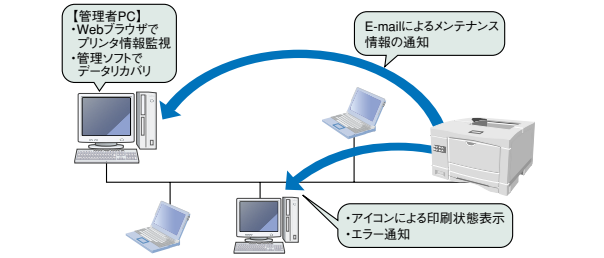 【管理者PC】
・Webブラウザで
プリンタ情報監視
・管理ソフトで
データリカバリ
E-mailによるメンテナンス
情報の通知
・アイコンによる印刷状態表示
・エラー通知